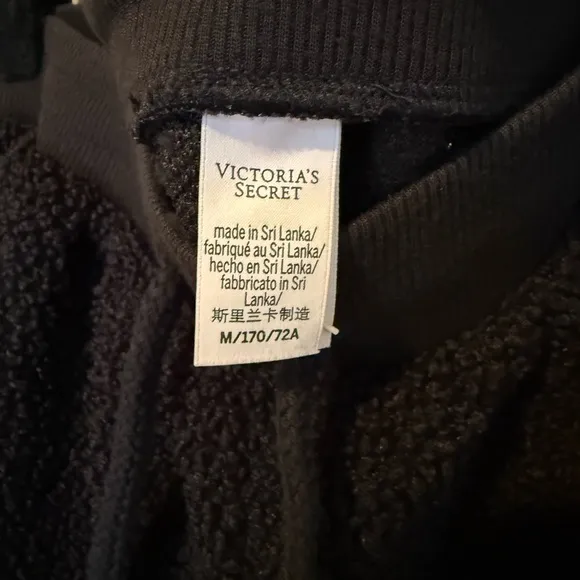 VICTORIA'S
SECRET
made in Sri Lanka/
fabriqué au Sri Lanka/
hecho en Sri Lanka/
fabbricato in Sri
Lanka/
斯里兰卡制造
M/170/72A